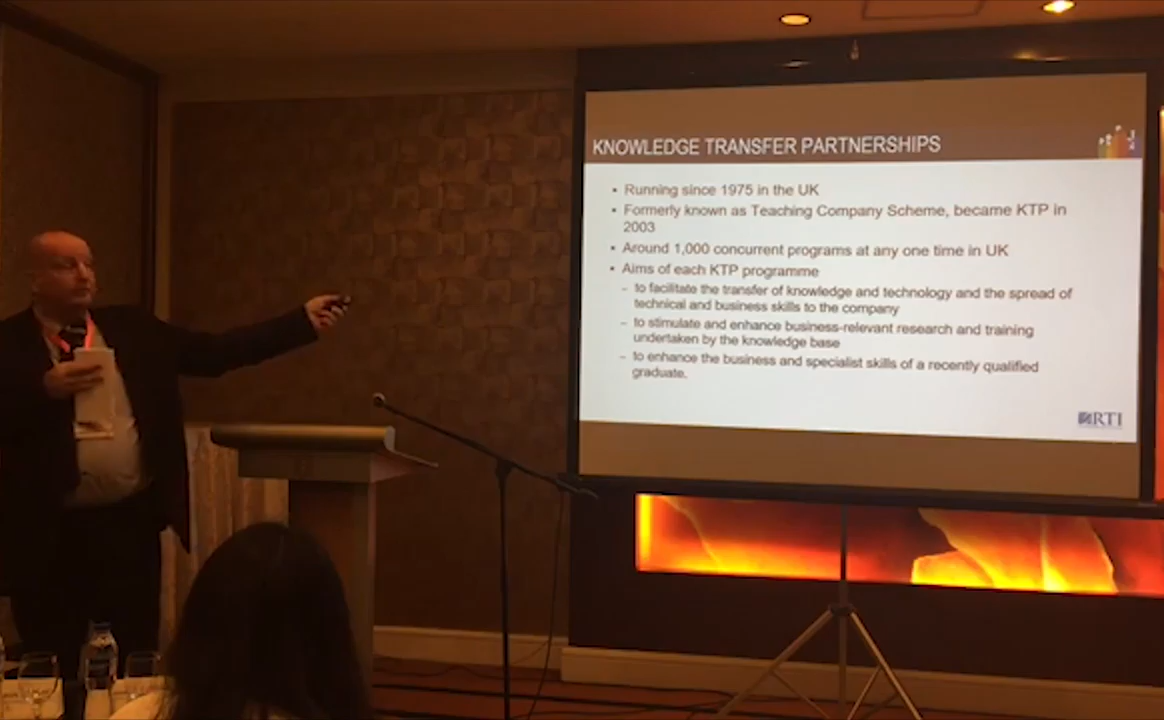 KNOWLEDGE TRANSFER PARTNERSHIPS
Running since 1975 in the UK
Formerly known as Teaching Company Scheme, became KTP in
2003
Around 1,000 concurrent programs at any one time in UK
Aims of each KTP programme
– to facilitate the transfer of knowledge and technology and the spread of
technical and business skills to the company
– to stimulate and enhance business-relevant research and training
undertaken by the knowledge base
– to enhance the business and specialist skills of a recently qualified
graduate.
RTI